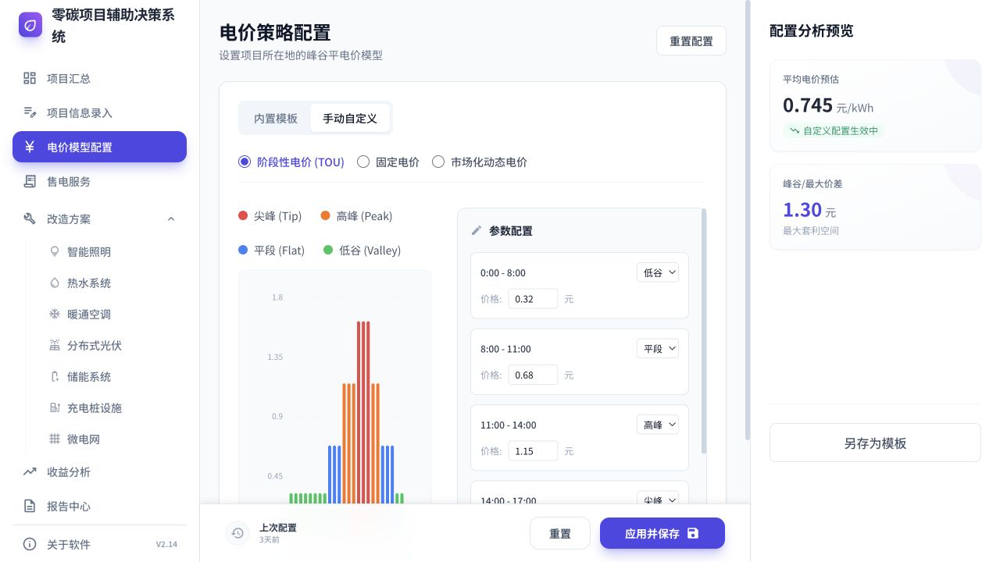 零碳项目辅助决策系
统
项目汇总
项目信息录入
电价模型配置
售电服务
改造方案
智能照明
热水系统
暖通空调
分布式光伏
储能系统
充电桩设施
微电网
收益分析
报告中心
关于软件 V2.14
电价策略配置
设置项目所在地的峰谷平电价模型
重置配置
内置模板 手动自定义
阶段性电价 (TOU) 固定电价 市场化动态电价
尖峰 (Tip) 高峰 (Peak)
平段 (Flat) 低谷 (Valley)
1.8
1.35
0.9
0.45
参数配置
0:00 - 8:00 低谷
价格: 0.32 元
8:00 - 11:00 平段
价格: 0.68 元
11:00 - 14:00 高峰
价格: 1.15 元
14:00 - 17:00 尖峰
上次配置
3天前
重置
应用并保存
配置分析预览
平均电价预估
0.745 元/kWh
自定义配置生效中
峰谷/最大价差
1.30 元
最大套利空间
另存为模板